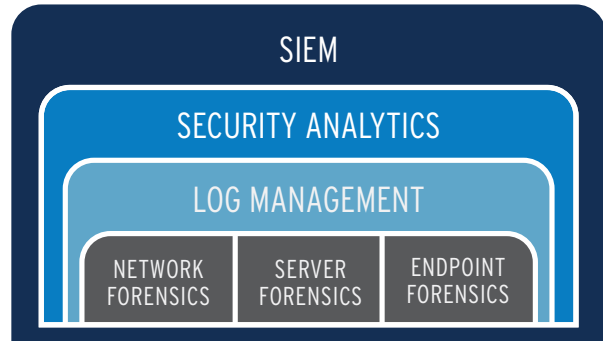 SIEM
SECURITY ANALYTICS
LOG MANAGEMENT
NETWORK
FORENSICS
SERVER
FORENSICS
ENDPOINT
FORENSICS